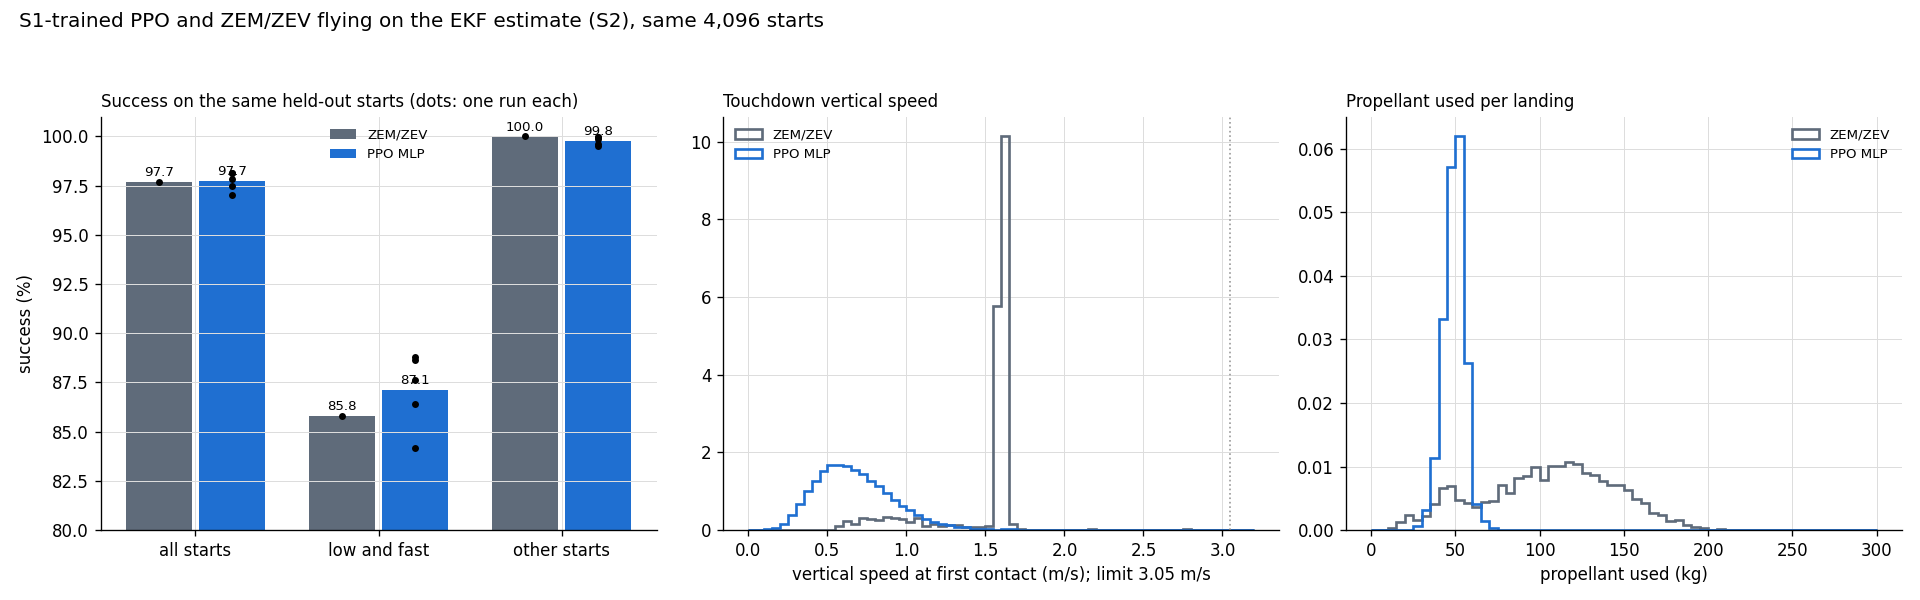 S1-trained PPO and ZEM/ZEV flying on the EKF estimate (S2), same 4,096 starts
Success on the same held-out starts (dots: one run each)
success (%)
100.0
97.5
95.0
92.5
90.0
87.5
85.0
82.5
80.0
ZEM/ZEV
PPO MLP
97.7
97.7
85.8
87.1
100.0
99.8
all starts
low and fast
other starts
Touchdown vertical speed
10
8
6
4
2
0
ZEM/ZEV
PPO MLP
0.0
0.5
1.0
1.5
2.0
2.5
3.0
vertical speed at first contact (m/s); limit 3.05 m/s
Propellant used per landing
0.06
0.05
0.04
0.03
0.02
0.01
0.00
ZEM/ZEV
PPO MLP
0
50
100
150
200
250
300
propellant used (kg)